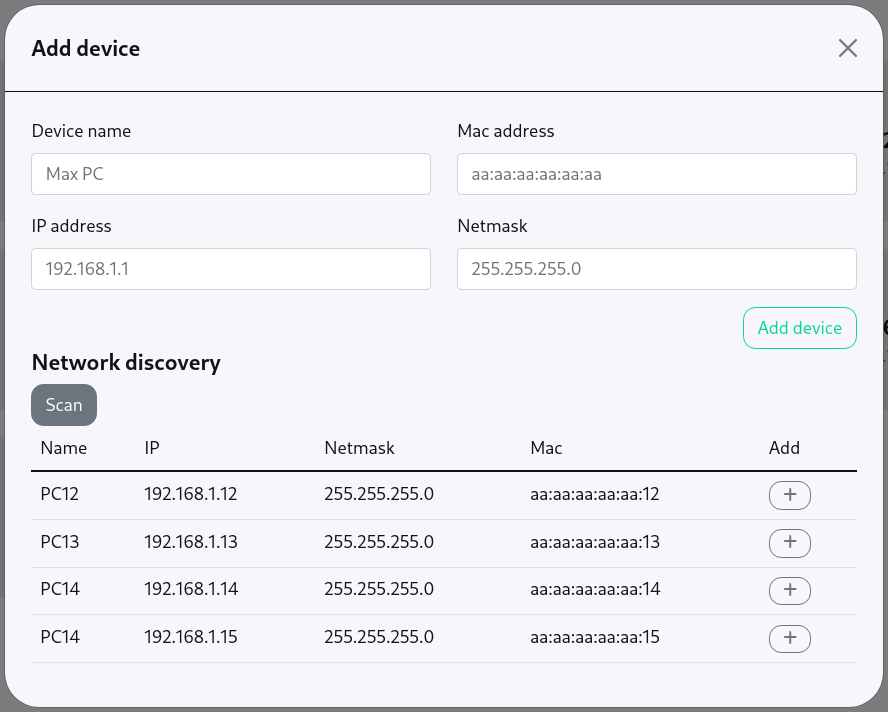 Add device
Device name Mac address
Max PC aa:aa:aa:aa:aa:aa
IP address Netmask
192.168.1.1 255.255.255.0
Add device
Network discovery
Scan
Name IP Netmask Mac Add
PC12 192.168.1.12 255.255.255.0 aa:aa:aa:aa:aa:12 +
PC13 192.168.1.13 255.255.255.0 aa:aa:aa:aa:aa:13 +
PC14 192.168.1.14 255.255.255.0 aa:aa:aa:aa:aa:14 +
PC14 192.168.1.15 255.255.255.0 aa:aa:aa:aa:aa:15 +